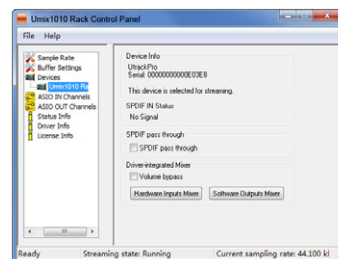 Umix1010 Rack Control Panel
File Help
Sample Rate
Buffer Settings
Devices
Umix1010 Ra
ASIO IN Channels
ASIO OUT Channels
Status Info
Driver Info
License Info
Device Info
UtrackPro
Serial: 00000000000E03E8
This device is selected for streaming.
SPDIF IN Status
No Signal
SPDIF pass through
SPDIF pass through
Driver-integrated Mixer
Volume bypass
Hardware Inputs Mixer Software Outputs Mixer
Ready Streaming state: Running Current sampling rate: 44.100 kl